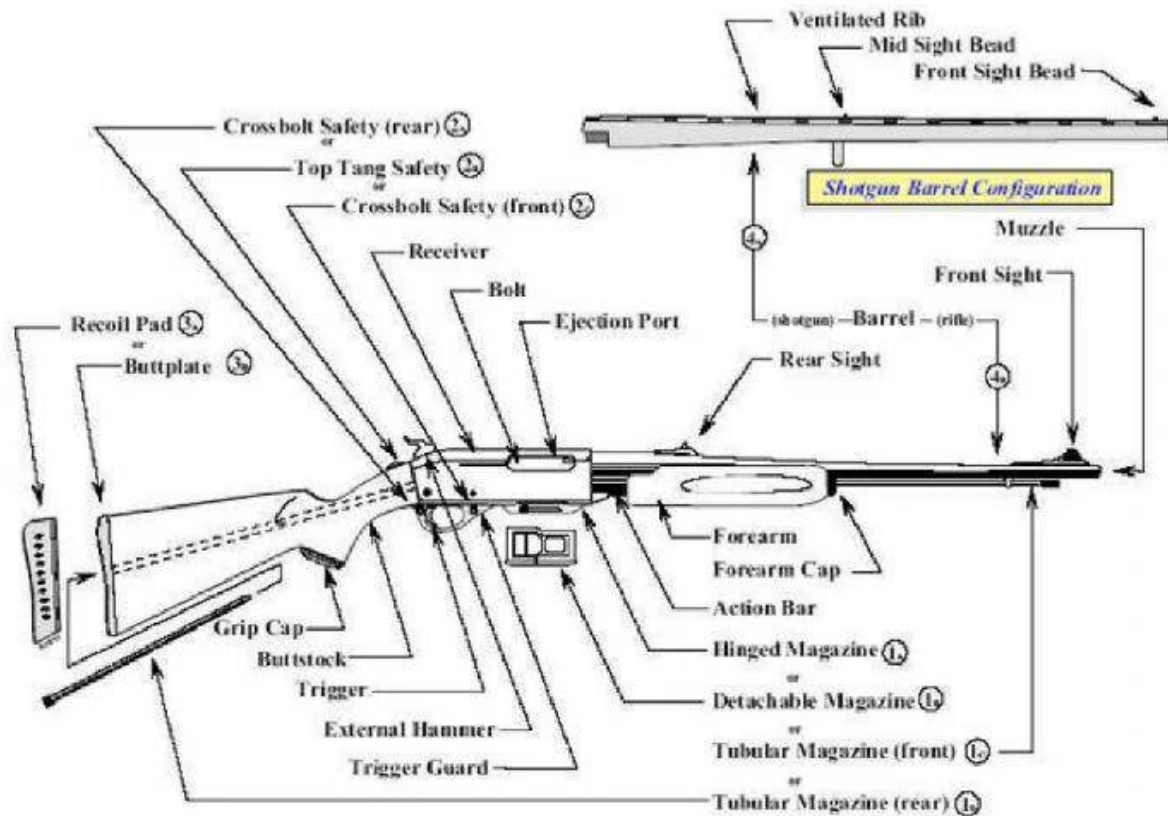 Ventilated Rib
Mid Sight Bead
Front Sight Bead
Crossbolt Safety (rear) 2A
or
Top Tang Safety 2B
or
Crossbolt Safety (front) 2C
Shotgun Barrel Configuration
Muzzle
4A
Receiver
Front Sight
Bolt
Recoil Pad 3A
or
Buttplate 3B
Ejection Port
(shotgun) Barrel (rifle)
Rear Sight
4B
Forearm
Forearm Cap
Action Bar
Grip Cap
Buttstock
Trigger
External Hammer
Trigger Guard
Hinged Magazine 1A
or
Detachable Magazine 1B
or
Tubular Magazine (front) 1C
or
Tubular Magazine (rear)